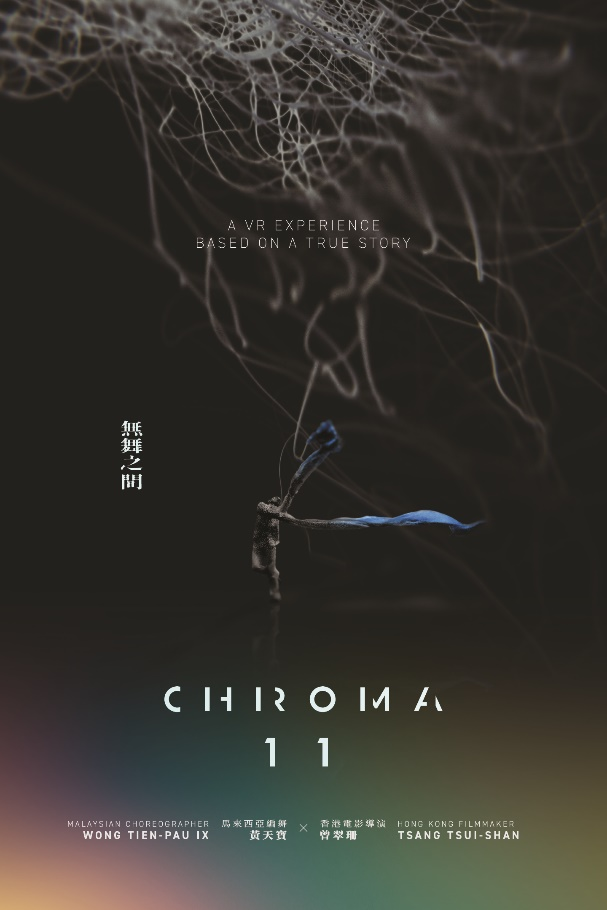 A VR EXPERIENCE
BASED ON A TRUE STORY
無舞之間
CHROMA
11
MALAYSIAN CHOREOGRAPHER 馬來西亞編舞 × 香港電影導演 HONG KONG FILMMAKER
WONG TIEN-PAU IX 黃天寶 曾翠珊 TSANG TSUI-SHAN